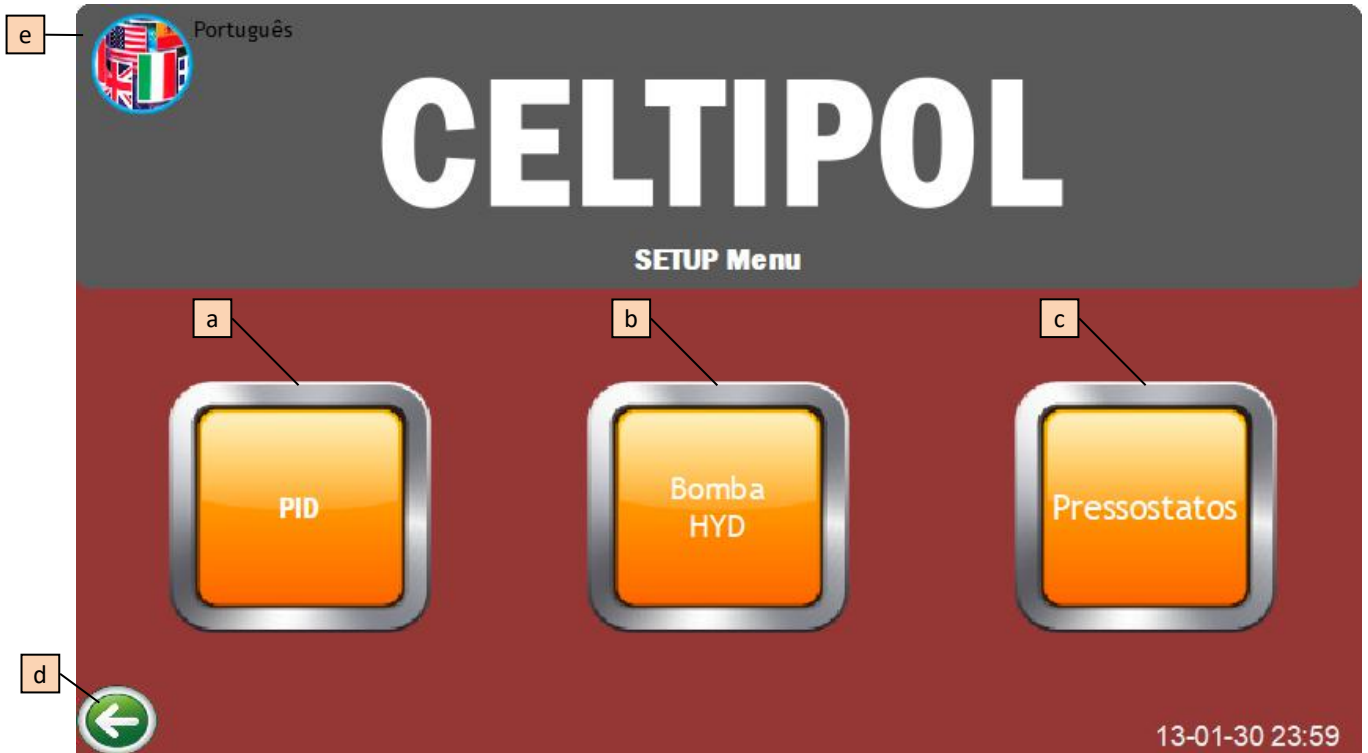 e
Português
CELTIPOL
SETUP Menu
a
b
c
PID
Bomba
HYD
Pressostatos
d
13-01-30 23:59